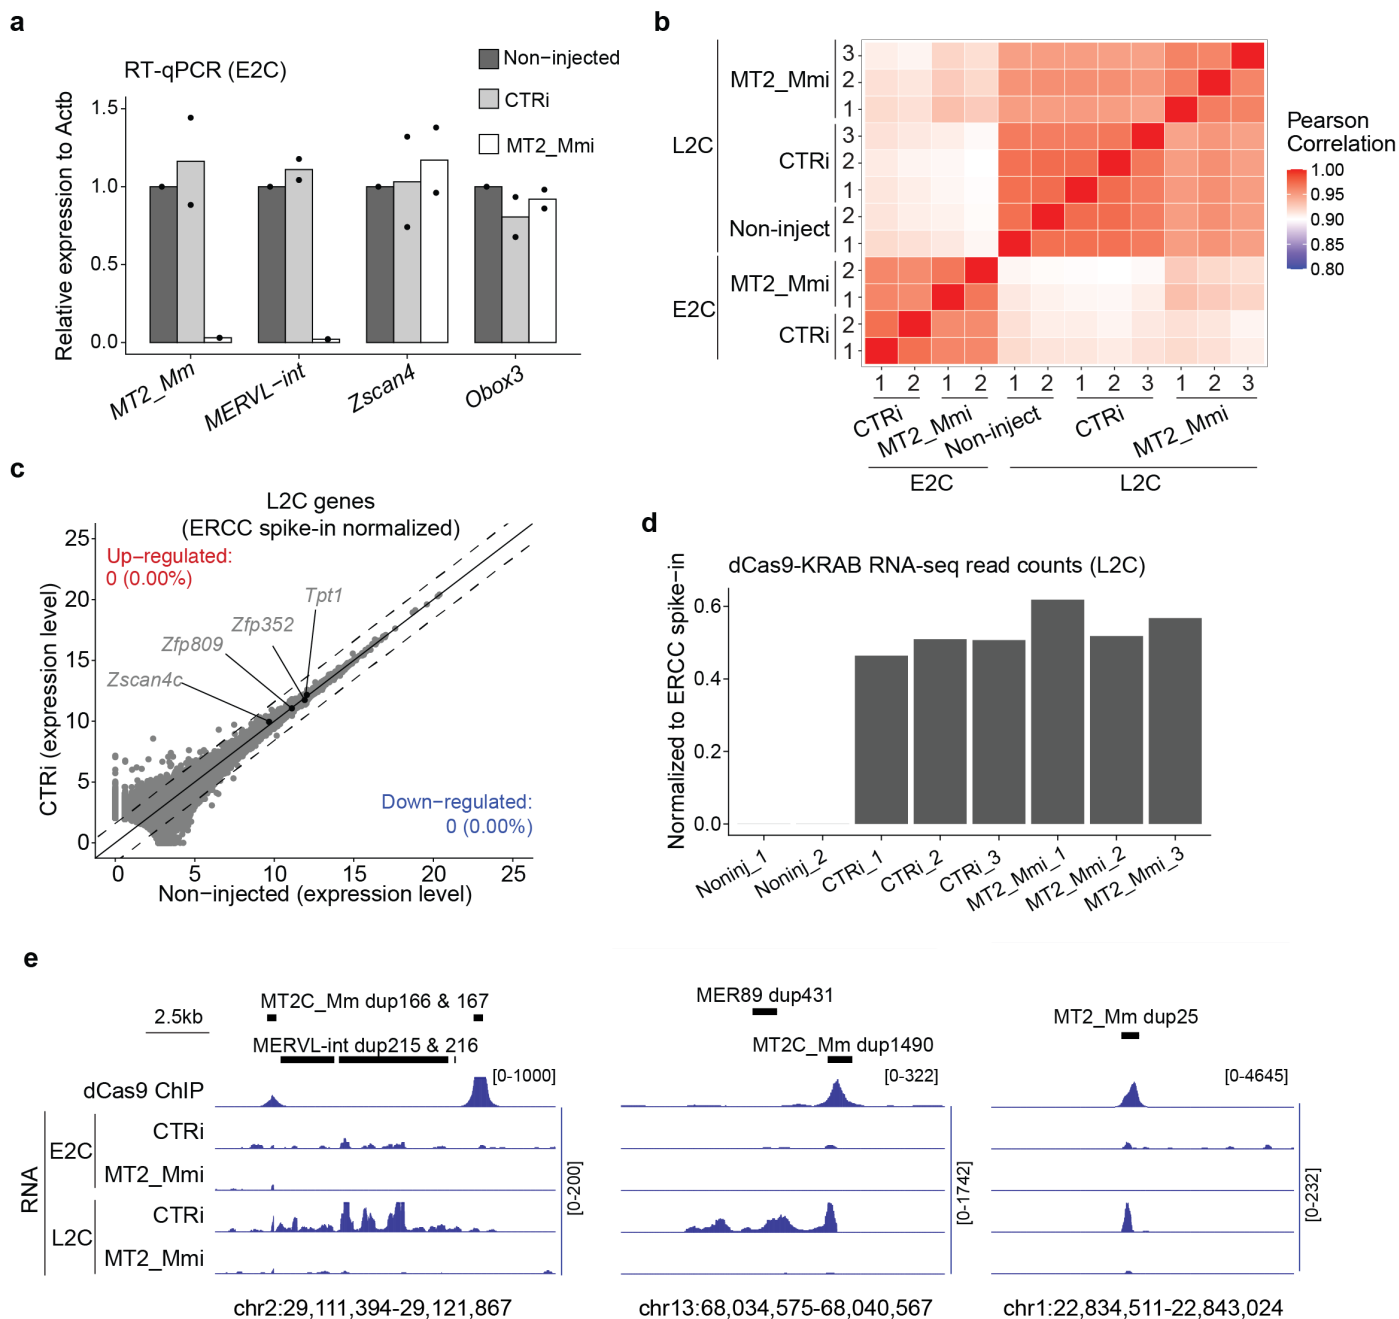 a
RT−qPCR (E2C)
Non−injected
CTRi
MT2_Mmi
Relative expression to Actb
1.5
1.0
0.5
0.0
MT2_Mm
MERVL−int
Zscan4
Obox3
b
L2C
E2C
MT2_Mmi
CTRi
Non−inject
MT2_Mmi
CTRi
3
2
1
3
2
1
2
1
2
1
2
1
1 2 1 2 1 2 1 2 3 1 2 3
CTRi
MT2_Mmi
Non−inject
CTRi
MT2_Mmi
E2C
L2C
Pearson
Correlation
1.00
0.95
0.90
0.85
0.80
c
L2C genes
(ERCC spike−in normalized)
Up−regulated:
0 (0.00%)
Tpt1
Zfp352
Zfp809
Zscan4c
Down−regulated:
0 (0.00%)
CTRi (expression level)
25
20
15
10
5
0
0 5 10 15 20 25
Non−injected (expression level)
d
dCas9-KRAB RNA-seq read counts (L2C)
Normalized to ERCC spike−in
0.6
0.4
0.2
0.0
Noninj_1
Noninj_2
CTRi_1
CTRi_2
CTRi_3
MT2_Mmi_1
MT2_Mmi_2
MT2_Mmi_3
e
2.5kb
MT2C_Mm dup166 & 167
MERVL-int dup215 & 216
MER89 dup431
MT2C_Mm dup1490
MT2_Mm dup25
dCas9 ChIP
[0-1000]
[0-322]
[0-4645]
RNA
E2C
CTRi
MT2_Mmi
L2C
CTRi
MT2_Mmi
[0-200]
[0-1742]
[0-232]
chr2:29,111,394-29,121,867
chr13:68,034,575-68,040,567
chr1:22,834,511-22,843,024